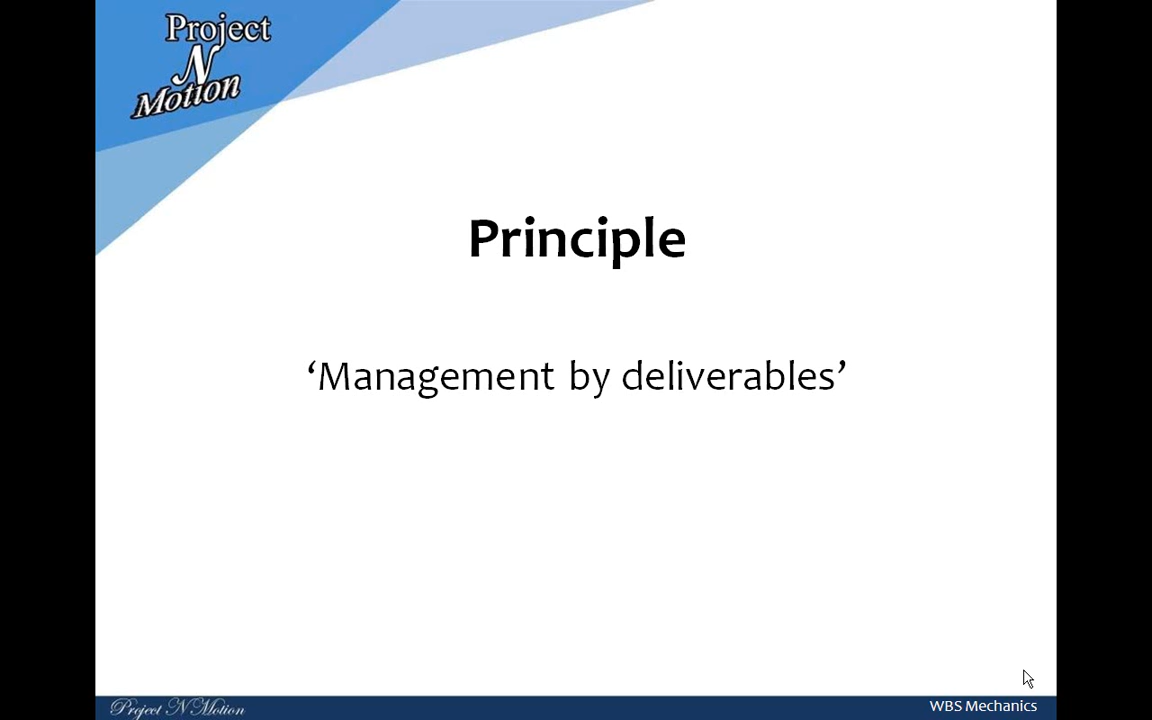 Project
N
Motion
Principle
‘Management by deliverables’
Project N Motion
WBS Mechanics